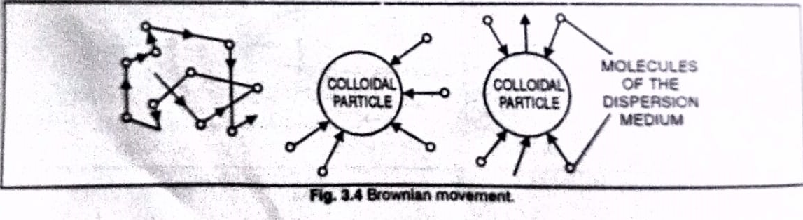 COLLOIDAL
PARTICLE
COLLOIDAL
PARTICLE
MOLECULES
OF THE
DISPERSION
MEDIUM
Fig. 3.4 Brownian movement.